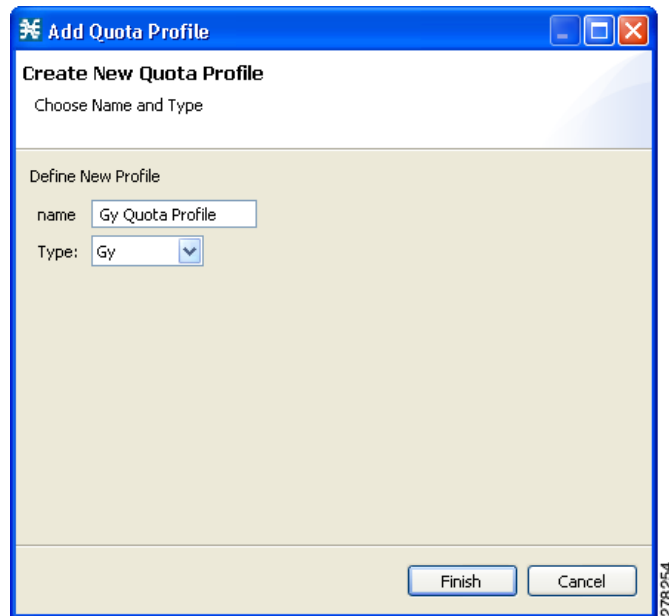 Add Quota Profile
Create New Quota Profile
Choose Name and Type
Define New Profile
name Gy Quota Profile
Type: Gy
Finish Cancel